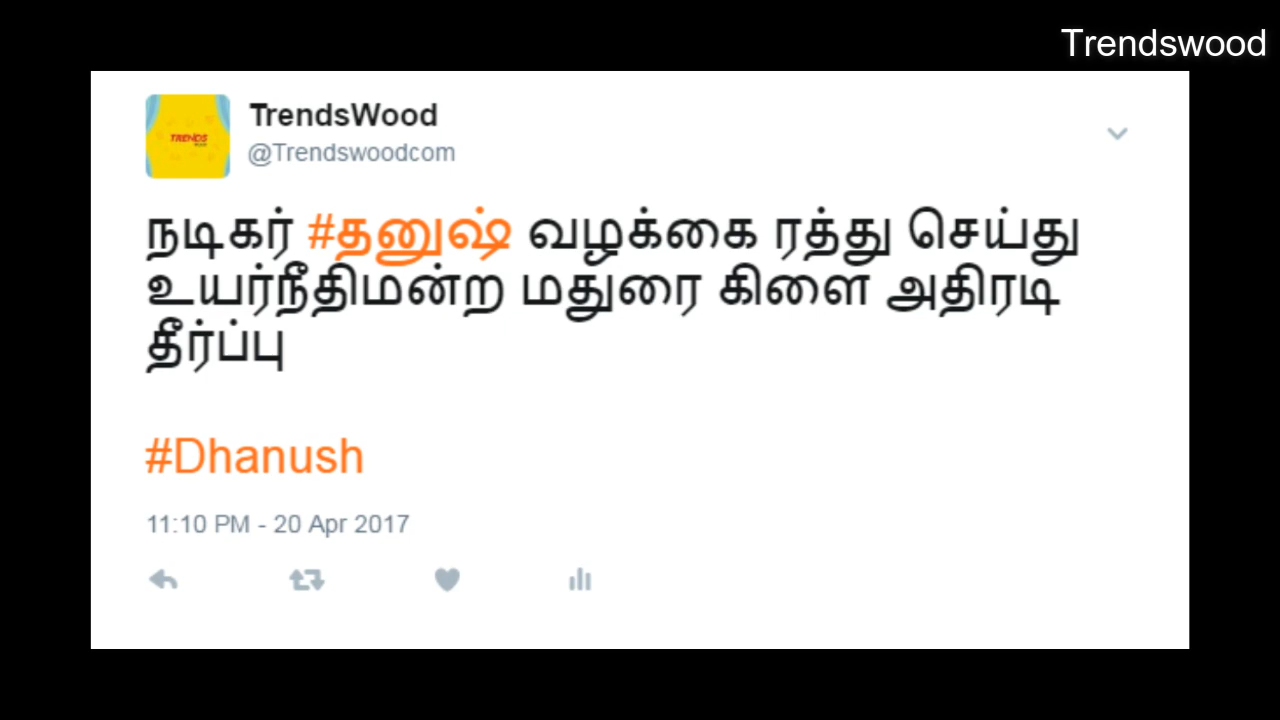 Trendswood
TrendsWood
@Trendswoodcom
TRENDS
நடிகர் #தனுஷ் வழக்கை ரத்து செய்து
உயர்நீதிமன்ற மதுரை கிளை அதிரடி
தீர்ப்பு
#Dhanush
11:10 PM - 20 Apr 2017